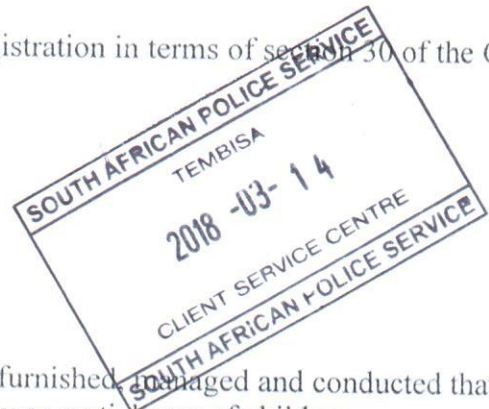 istration in terms of section 30 of the
SOUTH AFRICAN POLICE SERVICE
TEMBISA
2018 -03- 14
CLIENT SERVICE CENTRE
SOUTH AFRICAN POLICE SERVICE
furnished, managed and conducted tha